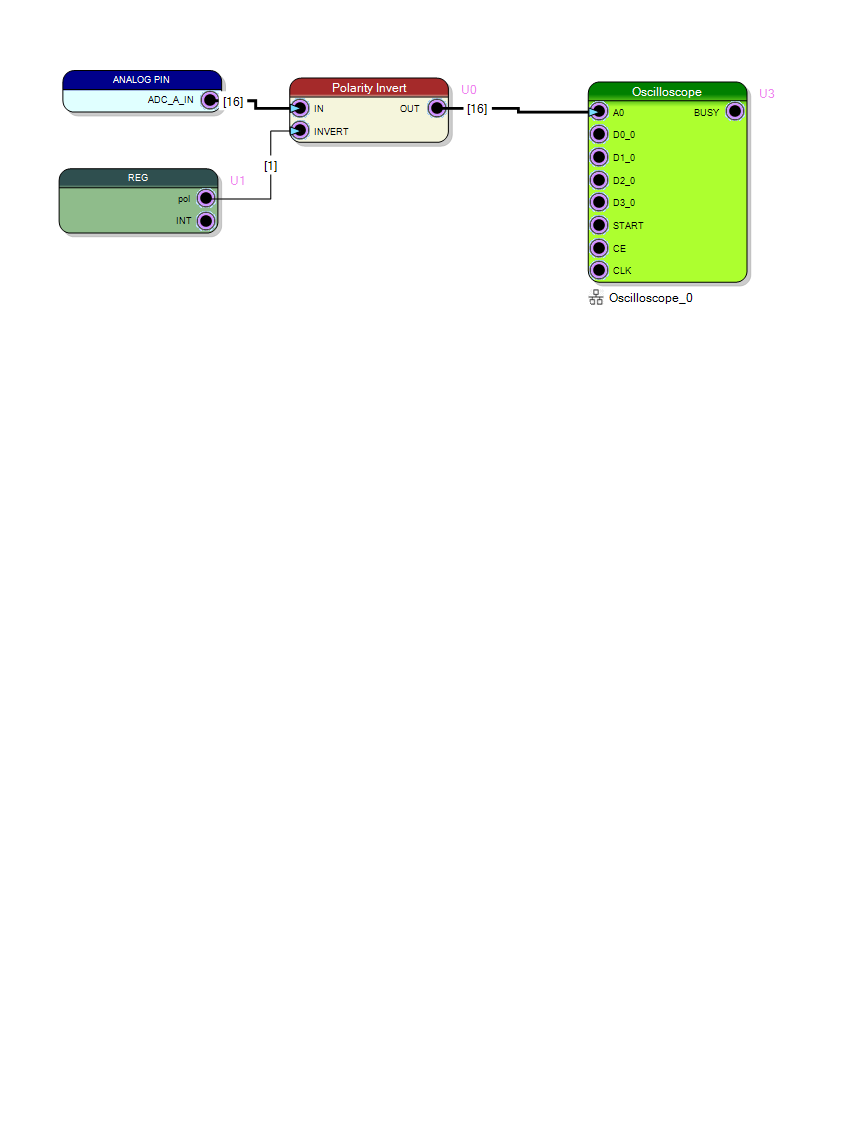 ANALOG PIN
ADC_A_IN
[16]
Polarity Invert
U0
IN
OUT
INVERT
[16]
[1]
REG
U1
pol
INT
Oscilloscope
U3
A0
BUSY
D0_0
D1_0
D2_0
D3_0
START
CE
CLK
Oscilloscope_0